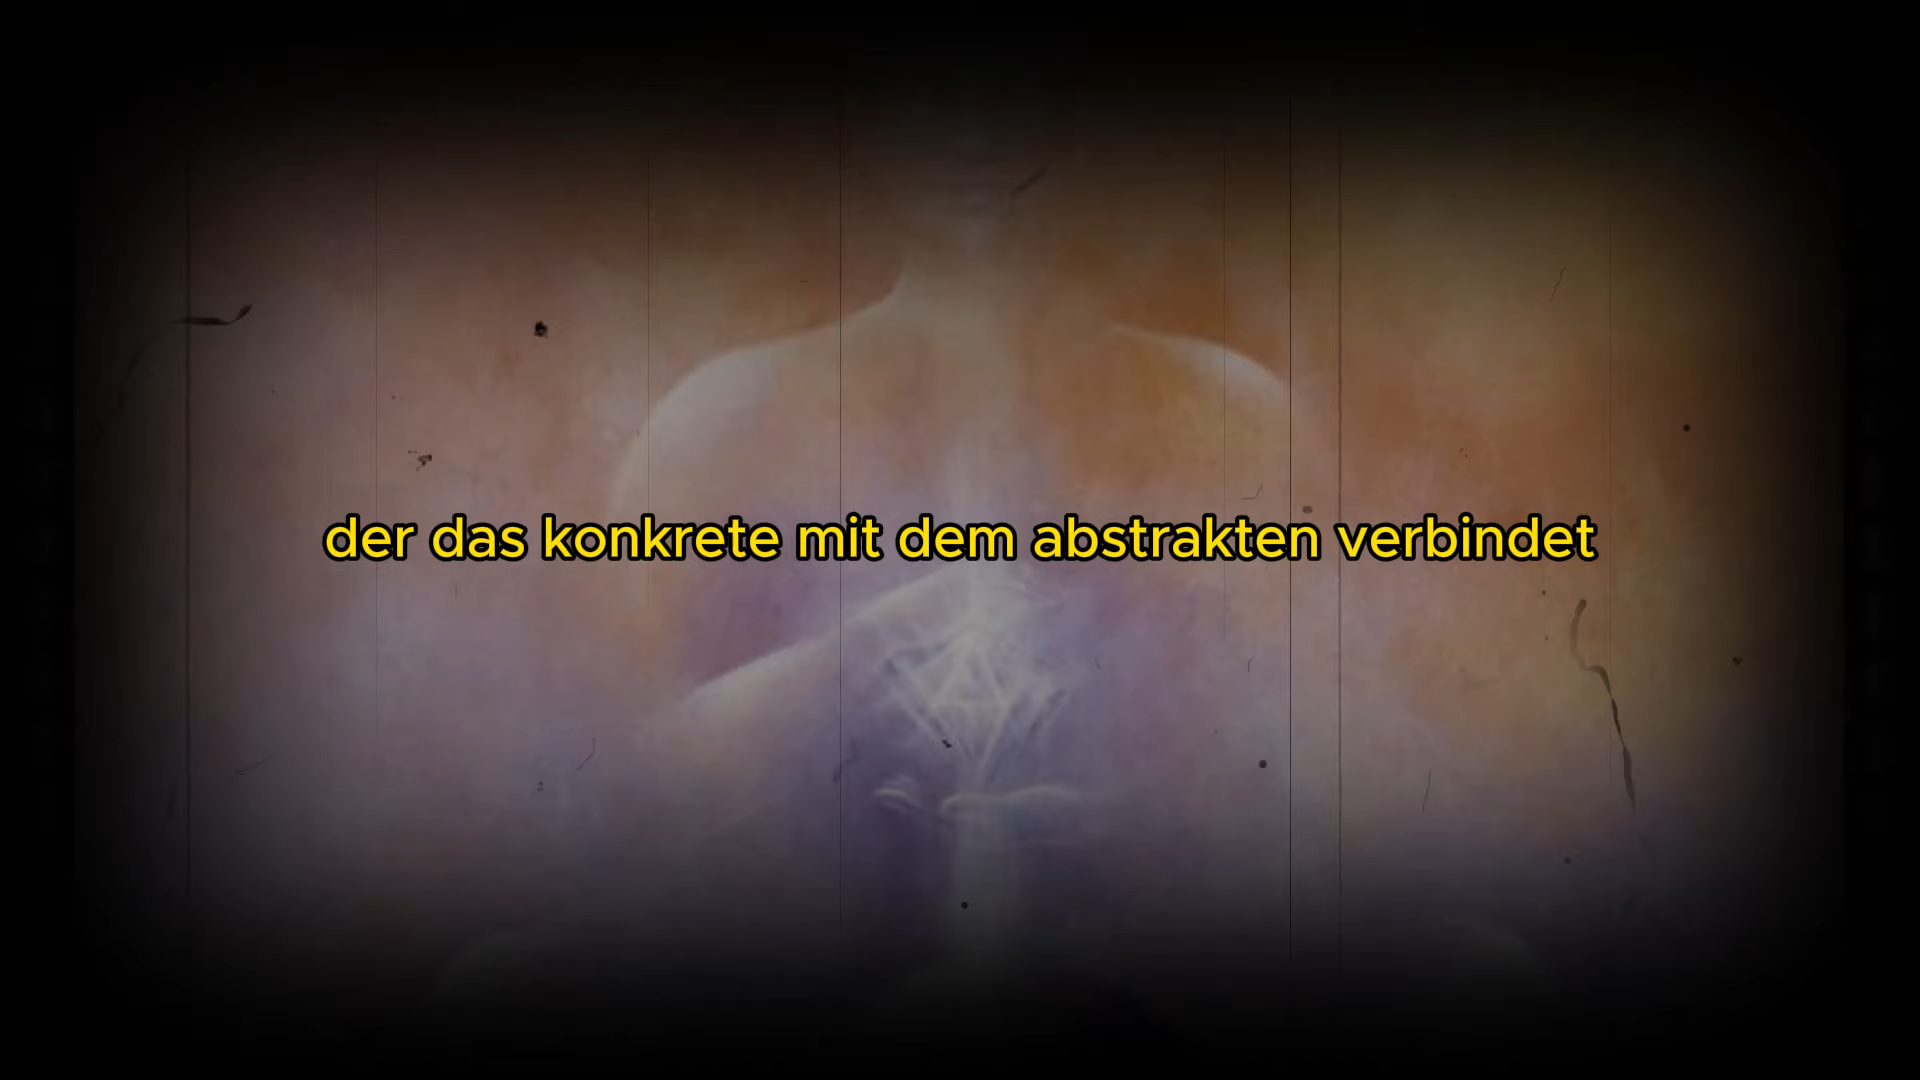 der das konkrete mit dem abstrakten verbindet